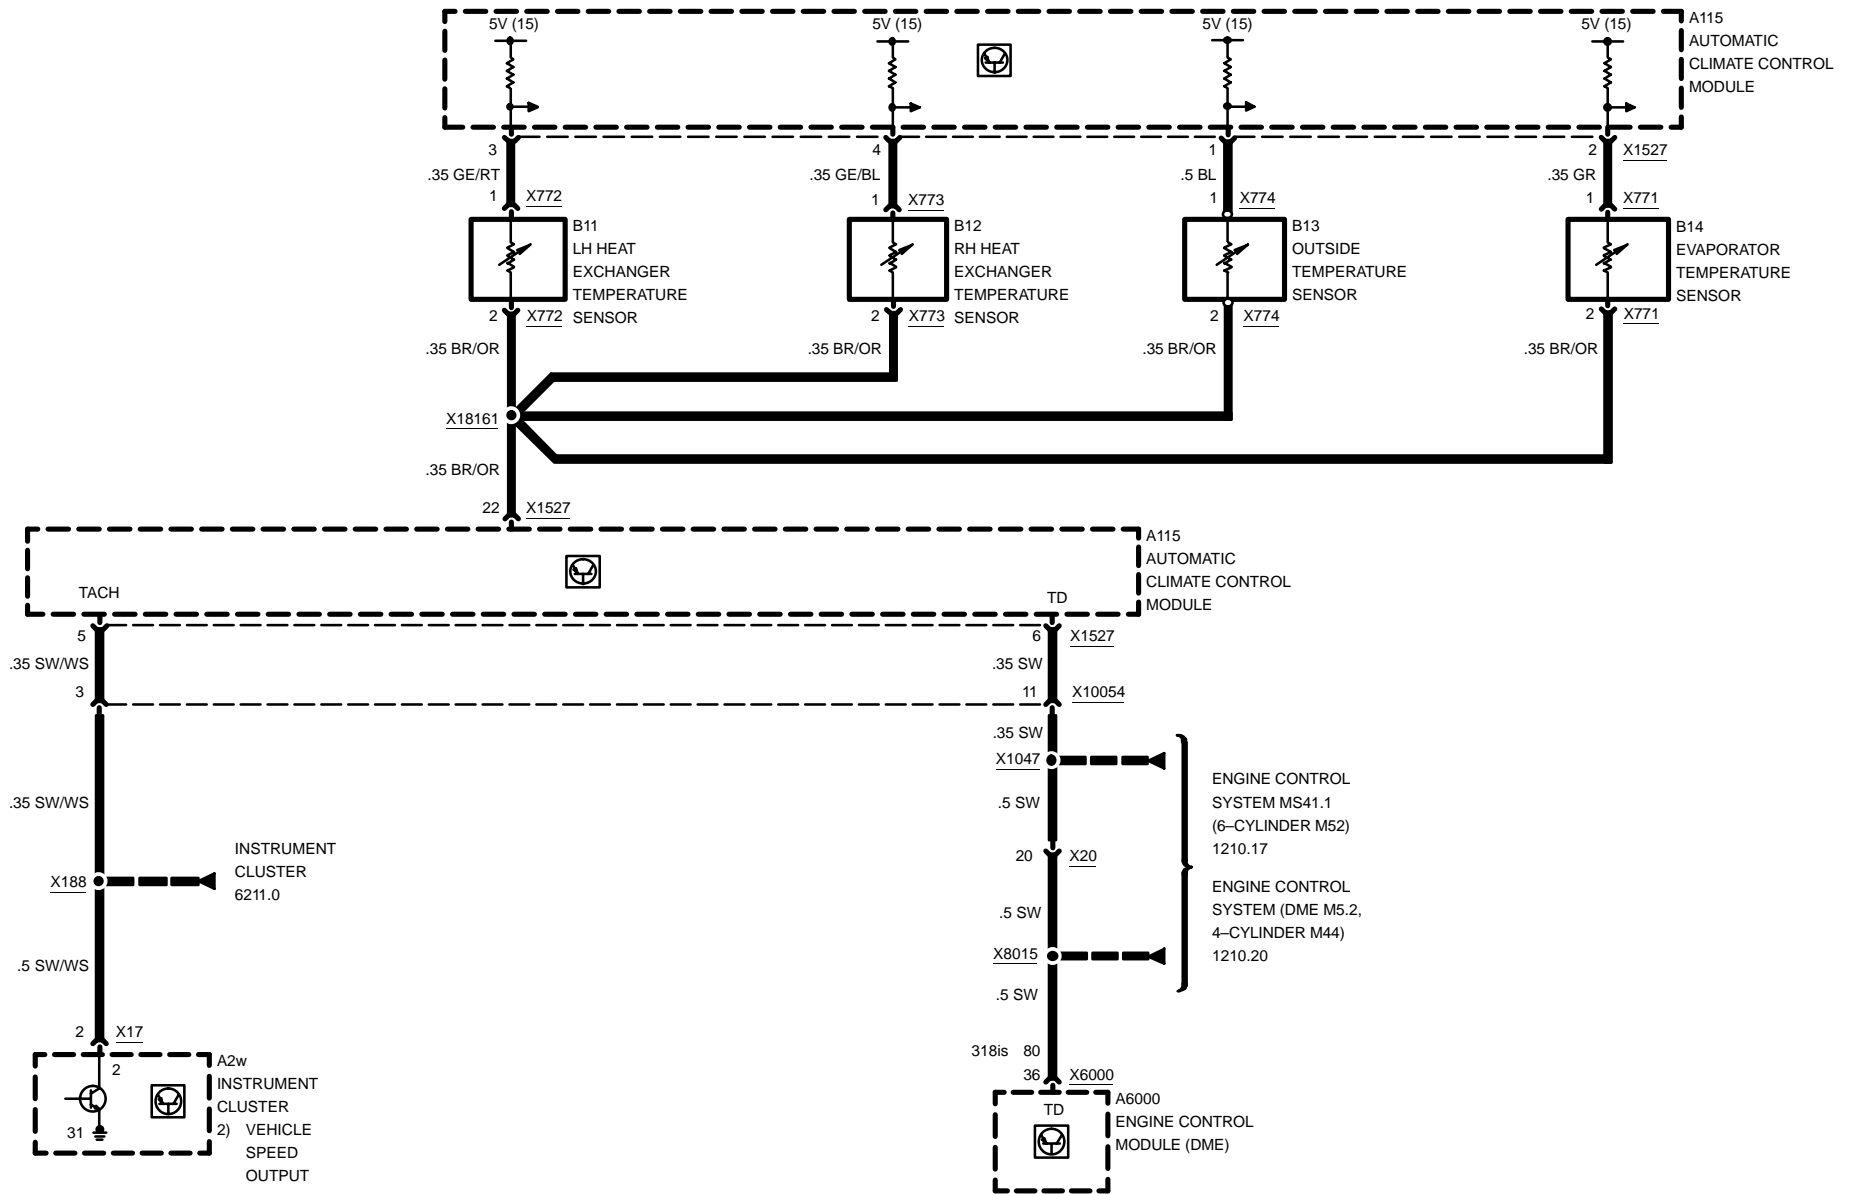 5V (15)
5V (15)
5V (15)
5V (15)
A115
AUTOMATIC
CLIMATE CONTROL
MODULE
3
4
1
2
X1527
.35 GE/RT
.35 GE/BL
.5 BL
.35 GR
1
X772
1
X773
1
X774
1
X771
B11
LH HEAT
EXCHANGER
TEMPERATURE
SENSOR
B12
RH HEAT
EXCHANGER
TEMPERATURE
SENSOR
B13
OUTSIDE
TEMPERATURE
SENSOR
B14
EVAPORATOR
TEMPERATURE
SENSOR
2
X772
2
X773
2
X774
2
X771
.35 BR/OR
.35 BR/OR
.35 BR/OR
.35 BR/OR
X18161
.35 BR/OR
22
X1527
A115
AUTOMATIC
CLIMATE CONTROL
MODULE
TACH
TD
5
6
X1527
.35 SW/WS
.35 SW
3
11
X10054
.35 SW
X1047
.35 SW/WS
.5 SW
ENGINE CONTROL
SYSTEM MS41.1
(6–CYLINDER M52)
1210.17
20
X20
INSTRUMENT
CLUSTER
6211.0
X188
ENGINE CONTROL
SYSTEM (DME M5.2,
4–CYLINDER M44)
1210.20
.5 SW
X8015
.5 SW/WS
.5 SW
2
X17
318is 80
36
X6000
2
31
A2w
INSTRUMENT
CLUSTER
2) VEHICLE
SPEED
OUTPUT
TD
A6000
ENGINE CONTROL
MODULE (DME)